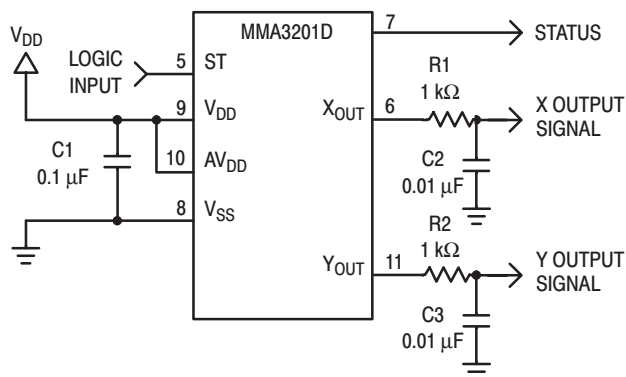 V_DD
LOGIC
INPUT
5
ST
MMA3201D
7
STATUS
9
V_DD
10
AV_DD
8
V_SS
C1
0.1 μF
X_OUT
6
R1
1 kΩ
X OUTPUT
SIGNAL
C2
0.01 μF
Y_OUT
11
R2
1 kΩ
Y OUTPUT
SIGNAL
C3
0.01 μF